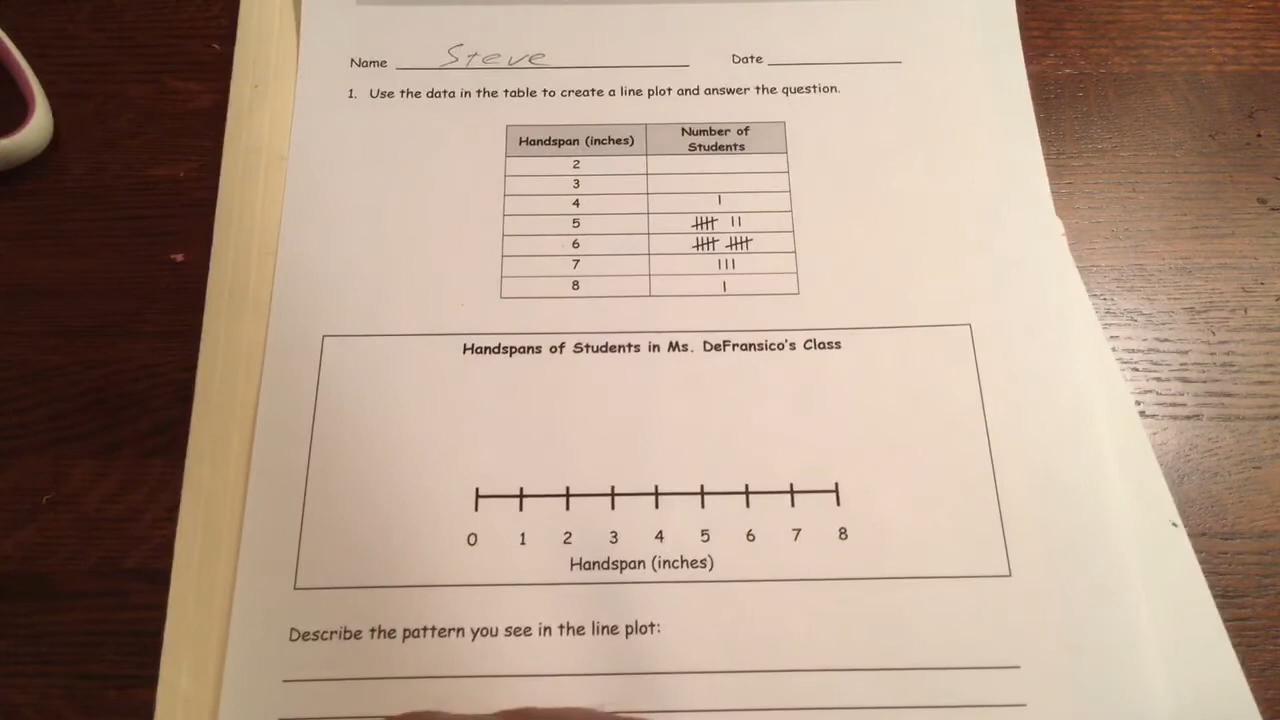 Name Steve Date
1. Use the data in the table to create a line plot and answer the question.
Handspan (inches) Number of Students
2
3
4 |
5 |||| ||
6 |||| ||||
7 |||
8 |
Handspans of Students in Ms. DeFransico's Class
0 1 2 3 4 5 6 7 8
Handspan (inches)
Describe the pattern you see in the line plot: